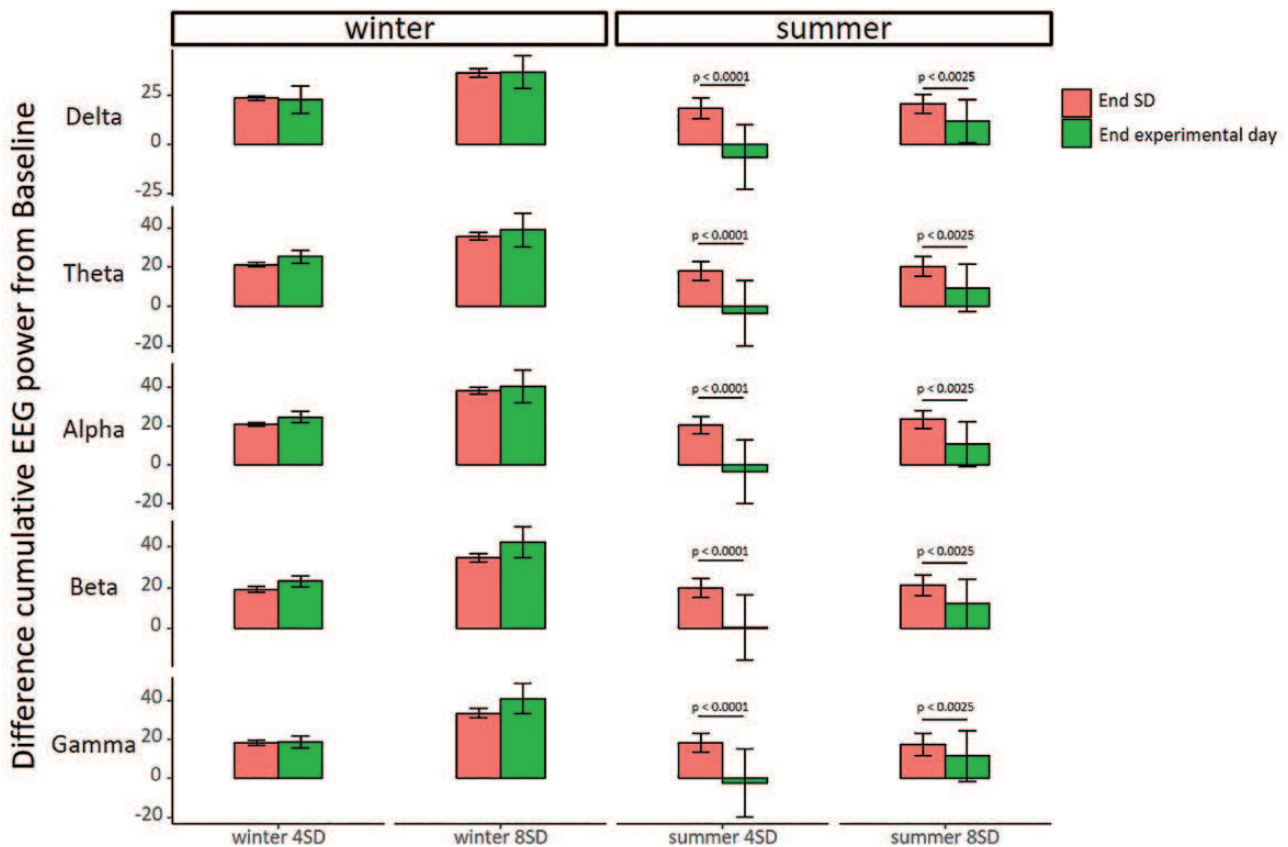 winter summer
Difference cumulative EEG power from Baseline
Delta
25
0
-25
p < 0.0001 p < 0.0025
End SD
End experimental day
Theta
40
20
0
-20
p < 0.0001 p < 0.0025
Alpha
40
20
0
-20
p < 0.0001 p < 0.0025
Beta
40
20
0
p < 0.0001 p < 0.0025
Gamma
40
20
0
-20
p < 0.0001 p < 0.0025
winter 4SD winter 8SD summer 4SD summer 8SD